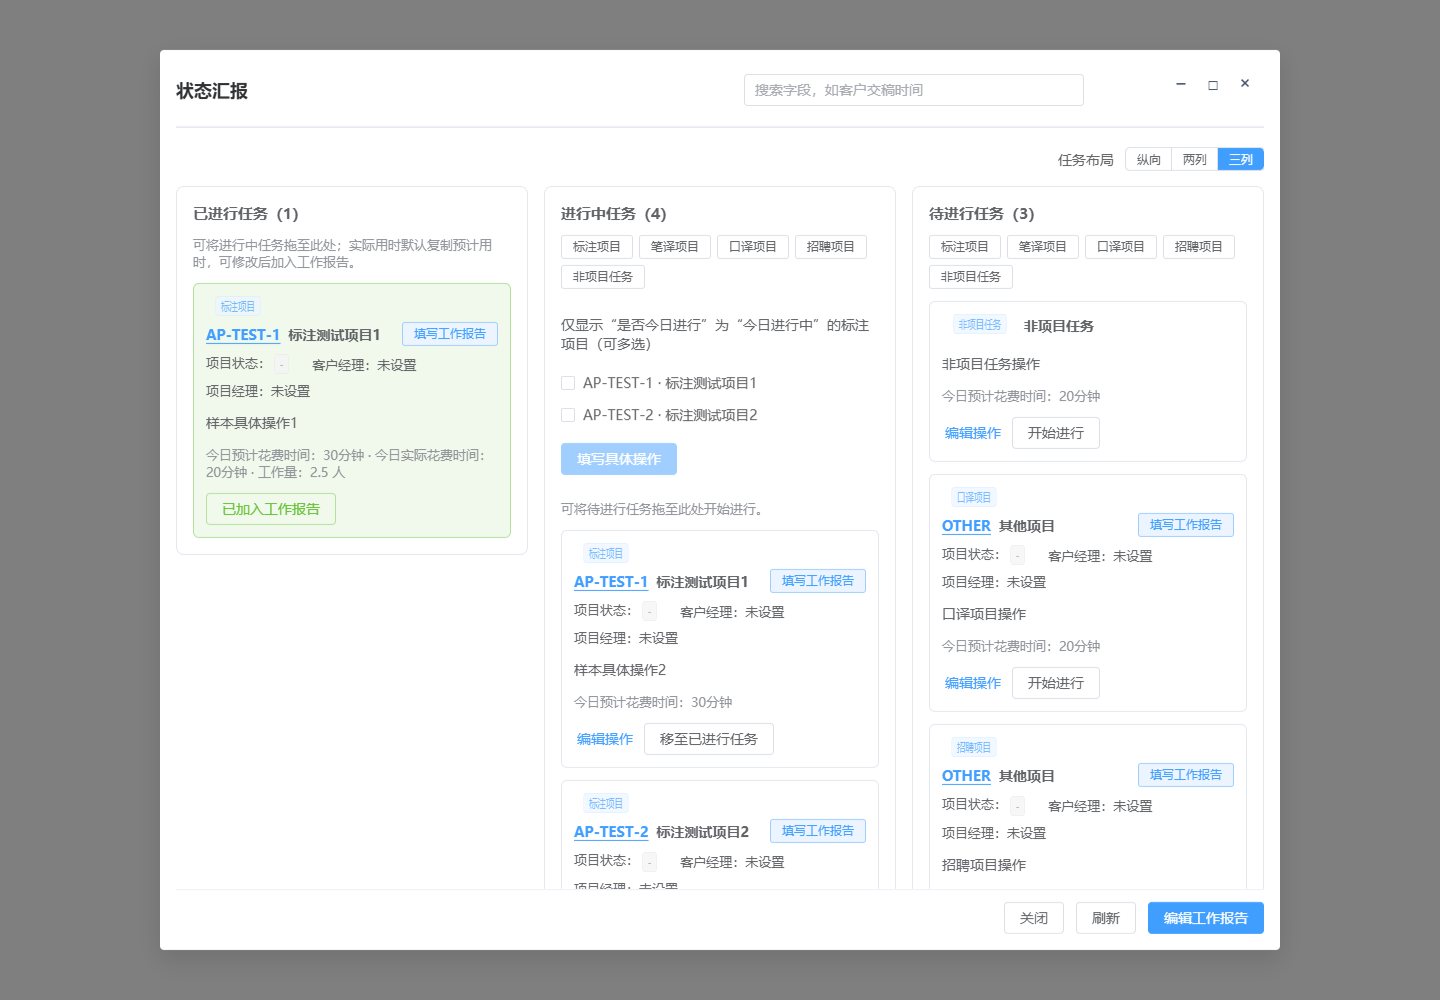 状态汇报
搜索字段，如客户交稿时间
任务布局
纵向
两列
三列
已进行任务（1）
可将进行中任务拖至此处；实际用时默认复制预计用
时，可修改后加入工作报告。
标注项目
AP-TEST-1 标注测试项目1
填写工作报告
项目状态： - 客户经理：未设置
项目经理：未设置
样本具体操作1
今日预计花费时间：30分钟 · 今日实际花费时间：
20分钟 · 工作量：2.5 人
已加入工作报告
进行中任务（4）
标注项目
笔译项目
口译项目
招聘项目
非项目任务
仅显示“是否今日进行”为“今日进行中”的标注
项目（可多选）
AP-TEST-1 · 标注测试项目1
AP-TEST-2 · 标注测试项目2
填写具体操作
可将待进行任务拖至此处开始进行。
标注项目
AP-TEST-1 标注测试项目1
填写工作报告
项目状态： - 客户经理：未设置
项目经理：未设置
样本具体操作2
今日预计花费时间：30分钟
编辑操作
移至已进行任务
标注项目
AP-TEST-2 标注测试项目2
填写工作报告
项目状态： - 客户经理：未设置
项目经理：未设置
待进行任务（3）
标注项目
笔译项目
口译项目
招聘项目
非项目任务
非项目任务 非项目任务
非项目任务操作
今日预计花费时间：20分钟
编辑操作
开始进行
口译项目
OTHER 其他项目
填写工作报告
项目状态： - 客户经理：未设置
项目经理：未设置
口译项目操作
今日预计花费时间：20分钟
编辑操作
开始进行
招聘项目
OTHER 其他项目
填写工作报告
项目状态： - 客户经理：未设置
项目经理：未设置
招聘项目操作
关闭
刷新
编辑工作报告